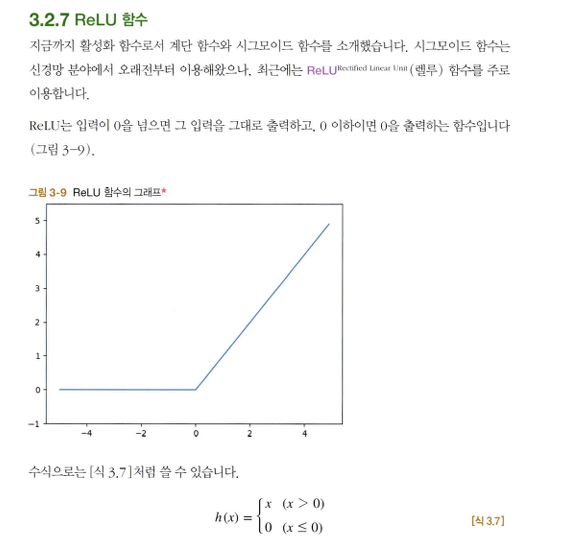 3.2.7 ReLU 함수
지금까지 활성화 함수로서 계단 함수와 시그모이드 함수를 소개했습니다. 시그모이드 함수는
신경망 분야에서 오래전부터 이용해왔으나, 최근에는 ReLU^Rectified Linear Unit(렐루) 함수를 주로
이용합니다.
ReLU는 입력이 0을 넘으면 그 입력을 그대로 출력하고, 0 이하이면 0을 출력하는 함수입니다
(그림 3-9).
그림 3-9 ReLU 함수의 그래프*
5
4
3
2
1
0
-1
-4 -2 0 2 4
수식으로는 [식 3.7]처럼 쓸 수 있습니다.
h(x) = { x (x > 0)
0 (x ≤ 0)
[식 3.7]